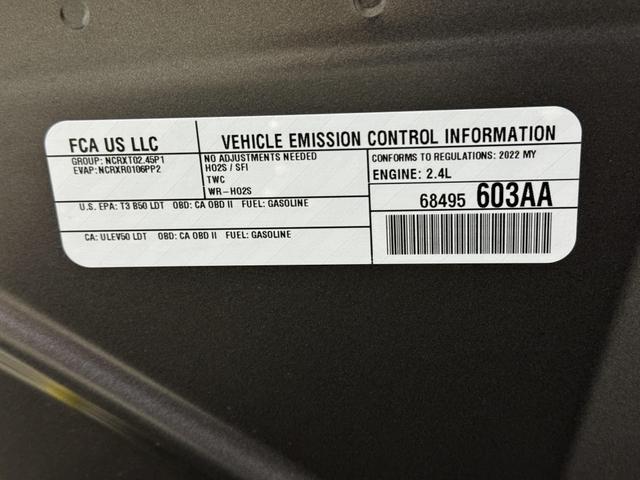 FCA US LLC
VEHICLE EMISSION CONTROL INFORMATION
GROUP: NCRXT02.45P1
EVAP: NCRXR0106PP2
NO ADJUSTMENTS NEEDED
HO2S / SFI
TWC
WR-HO2S
CONFORMS TO REGULATIONS: 2022 MY
ENGINE: 2.4L
68495 603AA
U.S. EPA: T3 B50 LDT OBD: CA OBD II FUEL: GASOLINE
CA: ULEV50 LDT OBD: CA OBD II FUEL: GASOLINE